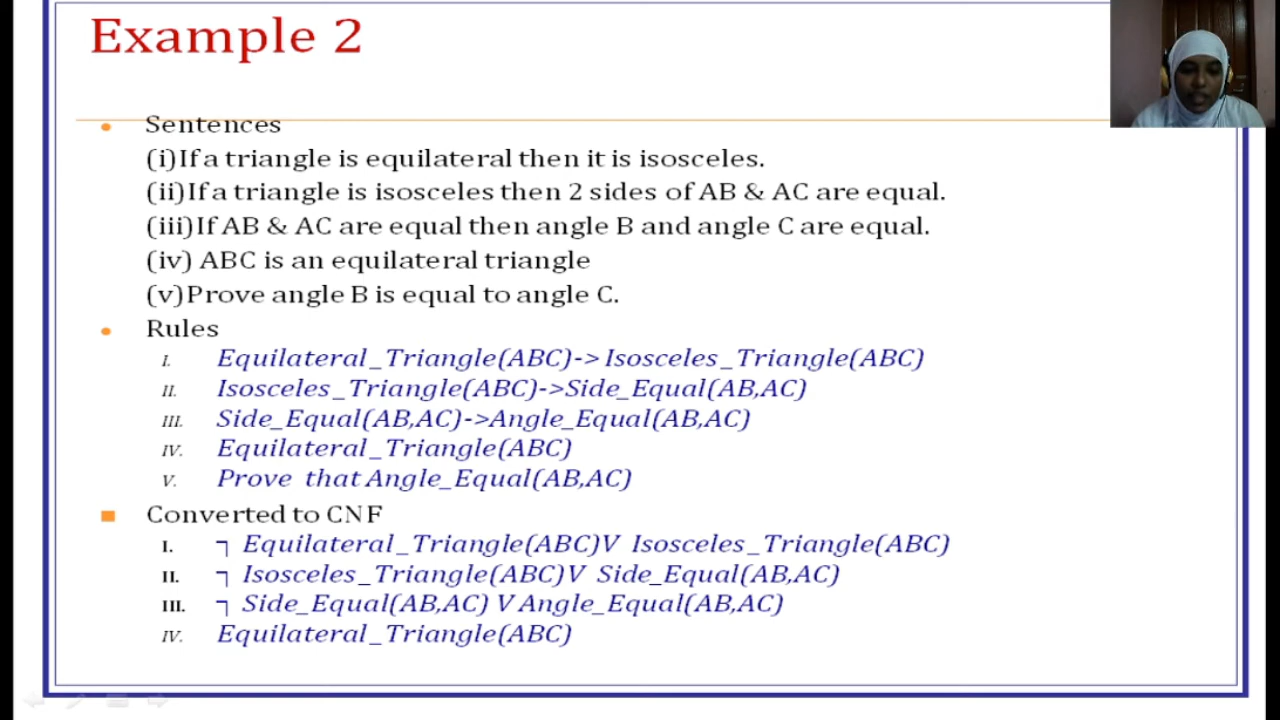 Example 2
Sentences
(i)If a triangle is equilateral then it is isosceles.
(ii)If a triangle is isosceles then 2 sides of AB & AC are equal.
(iii)If AB & AC are equal then angle B and angle C are equal.
(iv) ABC is an equilateral triangle
(v)Prove angle B is equal to angle C.
Rules
I. Equilateral_Triangle(ABC)-> Isosceles_Triangle(ABC)
II. Isosceles_Triangle(ABC)->Side_Equal(AB,AC)
III. Side_Equal(AB,AC)->Angle_Equal(AB,AC)
IV. Equilateral_Triangle(ABC)
V. Prove that Angle_Equal(AB,AC)
Converted to CNF
I. ┐ Equilateral_Triangle(ABC)V Isosceles_Triangle(ABC)
II. ┐ Isosceles_Triangle(ABC)V Side_Equal(AB,AC)
III. ┐ Side_Equal(AB,AC) V Angle_Equal(AB,AC)
IV. Equilateral_Triangle(ABC)